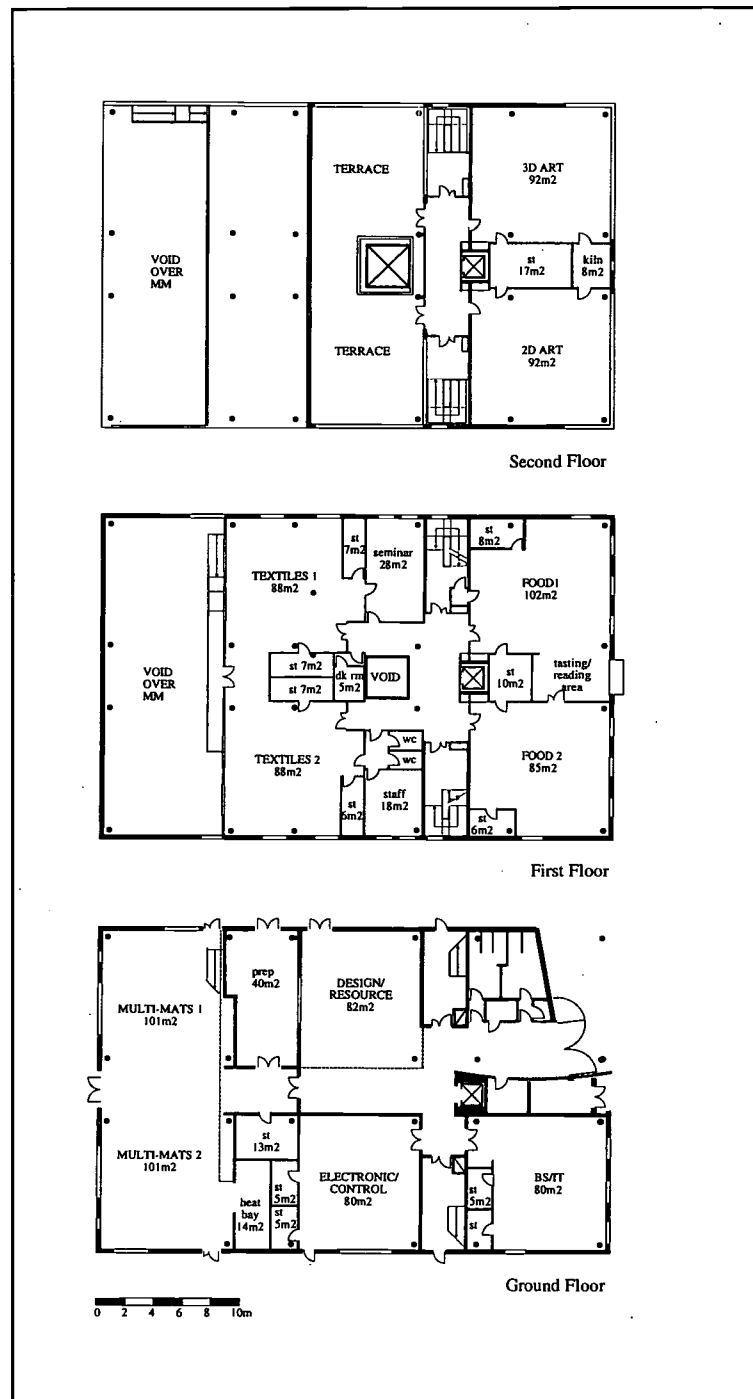 TERRACE
3D ART
92m2
VOID
OVER
MM
st
17m2
kiln
8m2
TERRACE
2D ART
92m2
Second Floor
st
7m2
seminar
28m2
st
8m2
TEXTILES 1
88m2
FOOD1
102m2
VOID
OVER
MM
st 7m2
st 7m2
dk rm
5m2
VOID
st
10m2
tasting/
reading
area
TEXTILES 2
88m2
wc
wc
FOOD 2
85m2
st
6m2
staff
18m2
st
6m2
First Floor
MULTI-MATS 1
101m2
prep
40m2
DESIGN/
RESOURCE
82m2
MULTI-MATS 2
101m2
st
13m2
heat
bay
14m2
st
5m2
st
5m2
ELECTRONIC/
CONTROL
80m2
st
5m2
st
BS/IT
80m2
Ground Floor
0 2 4 6 8 10m